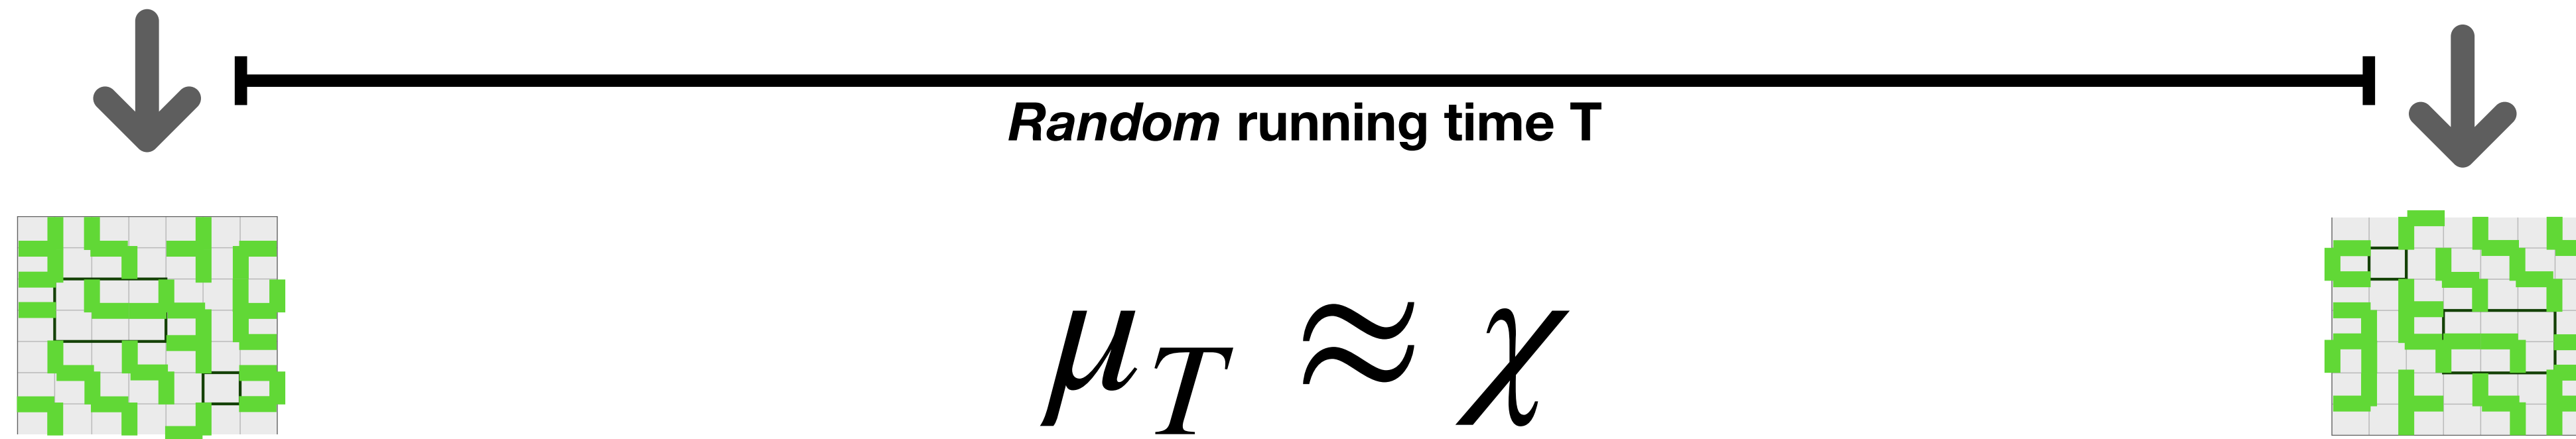 Random running time T
μ_T ≈ χ